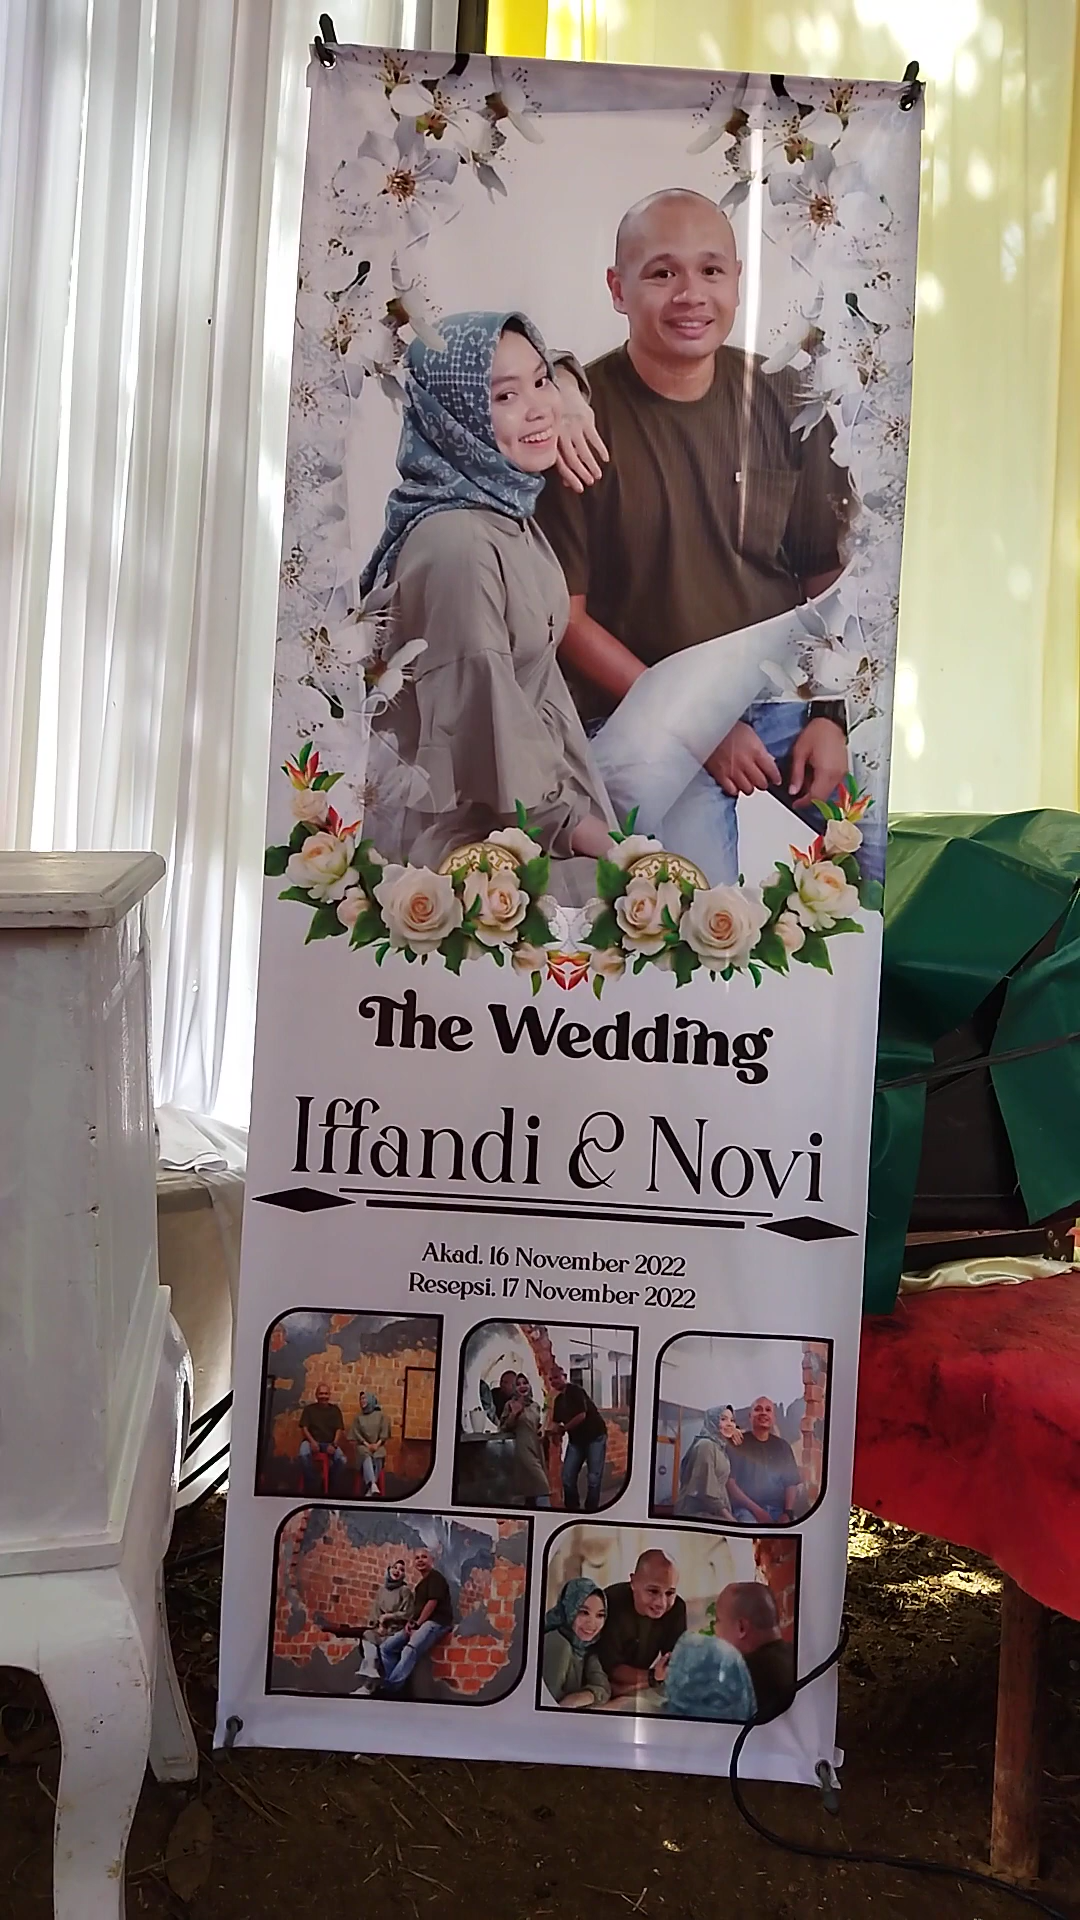 The Wedding
Iffandi & Novi
Akad. 16 November 2022
Resepsi. 17 November 2022